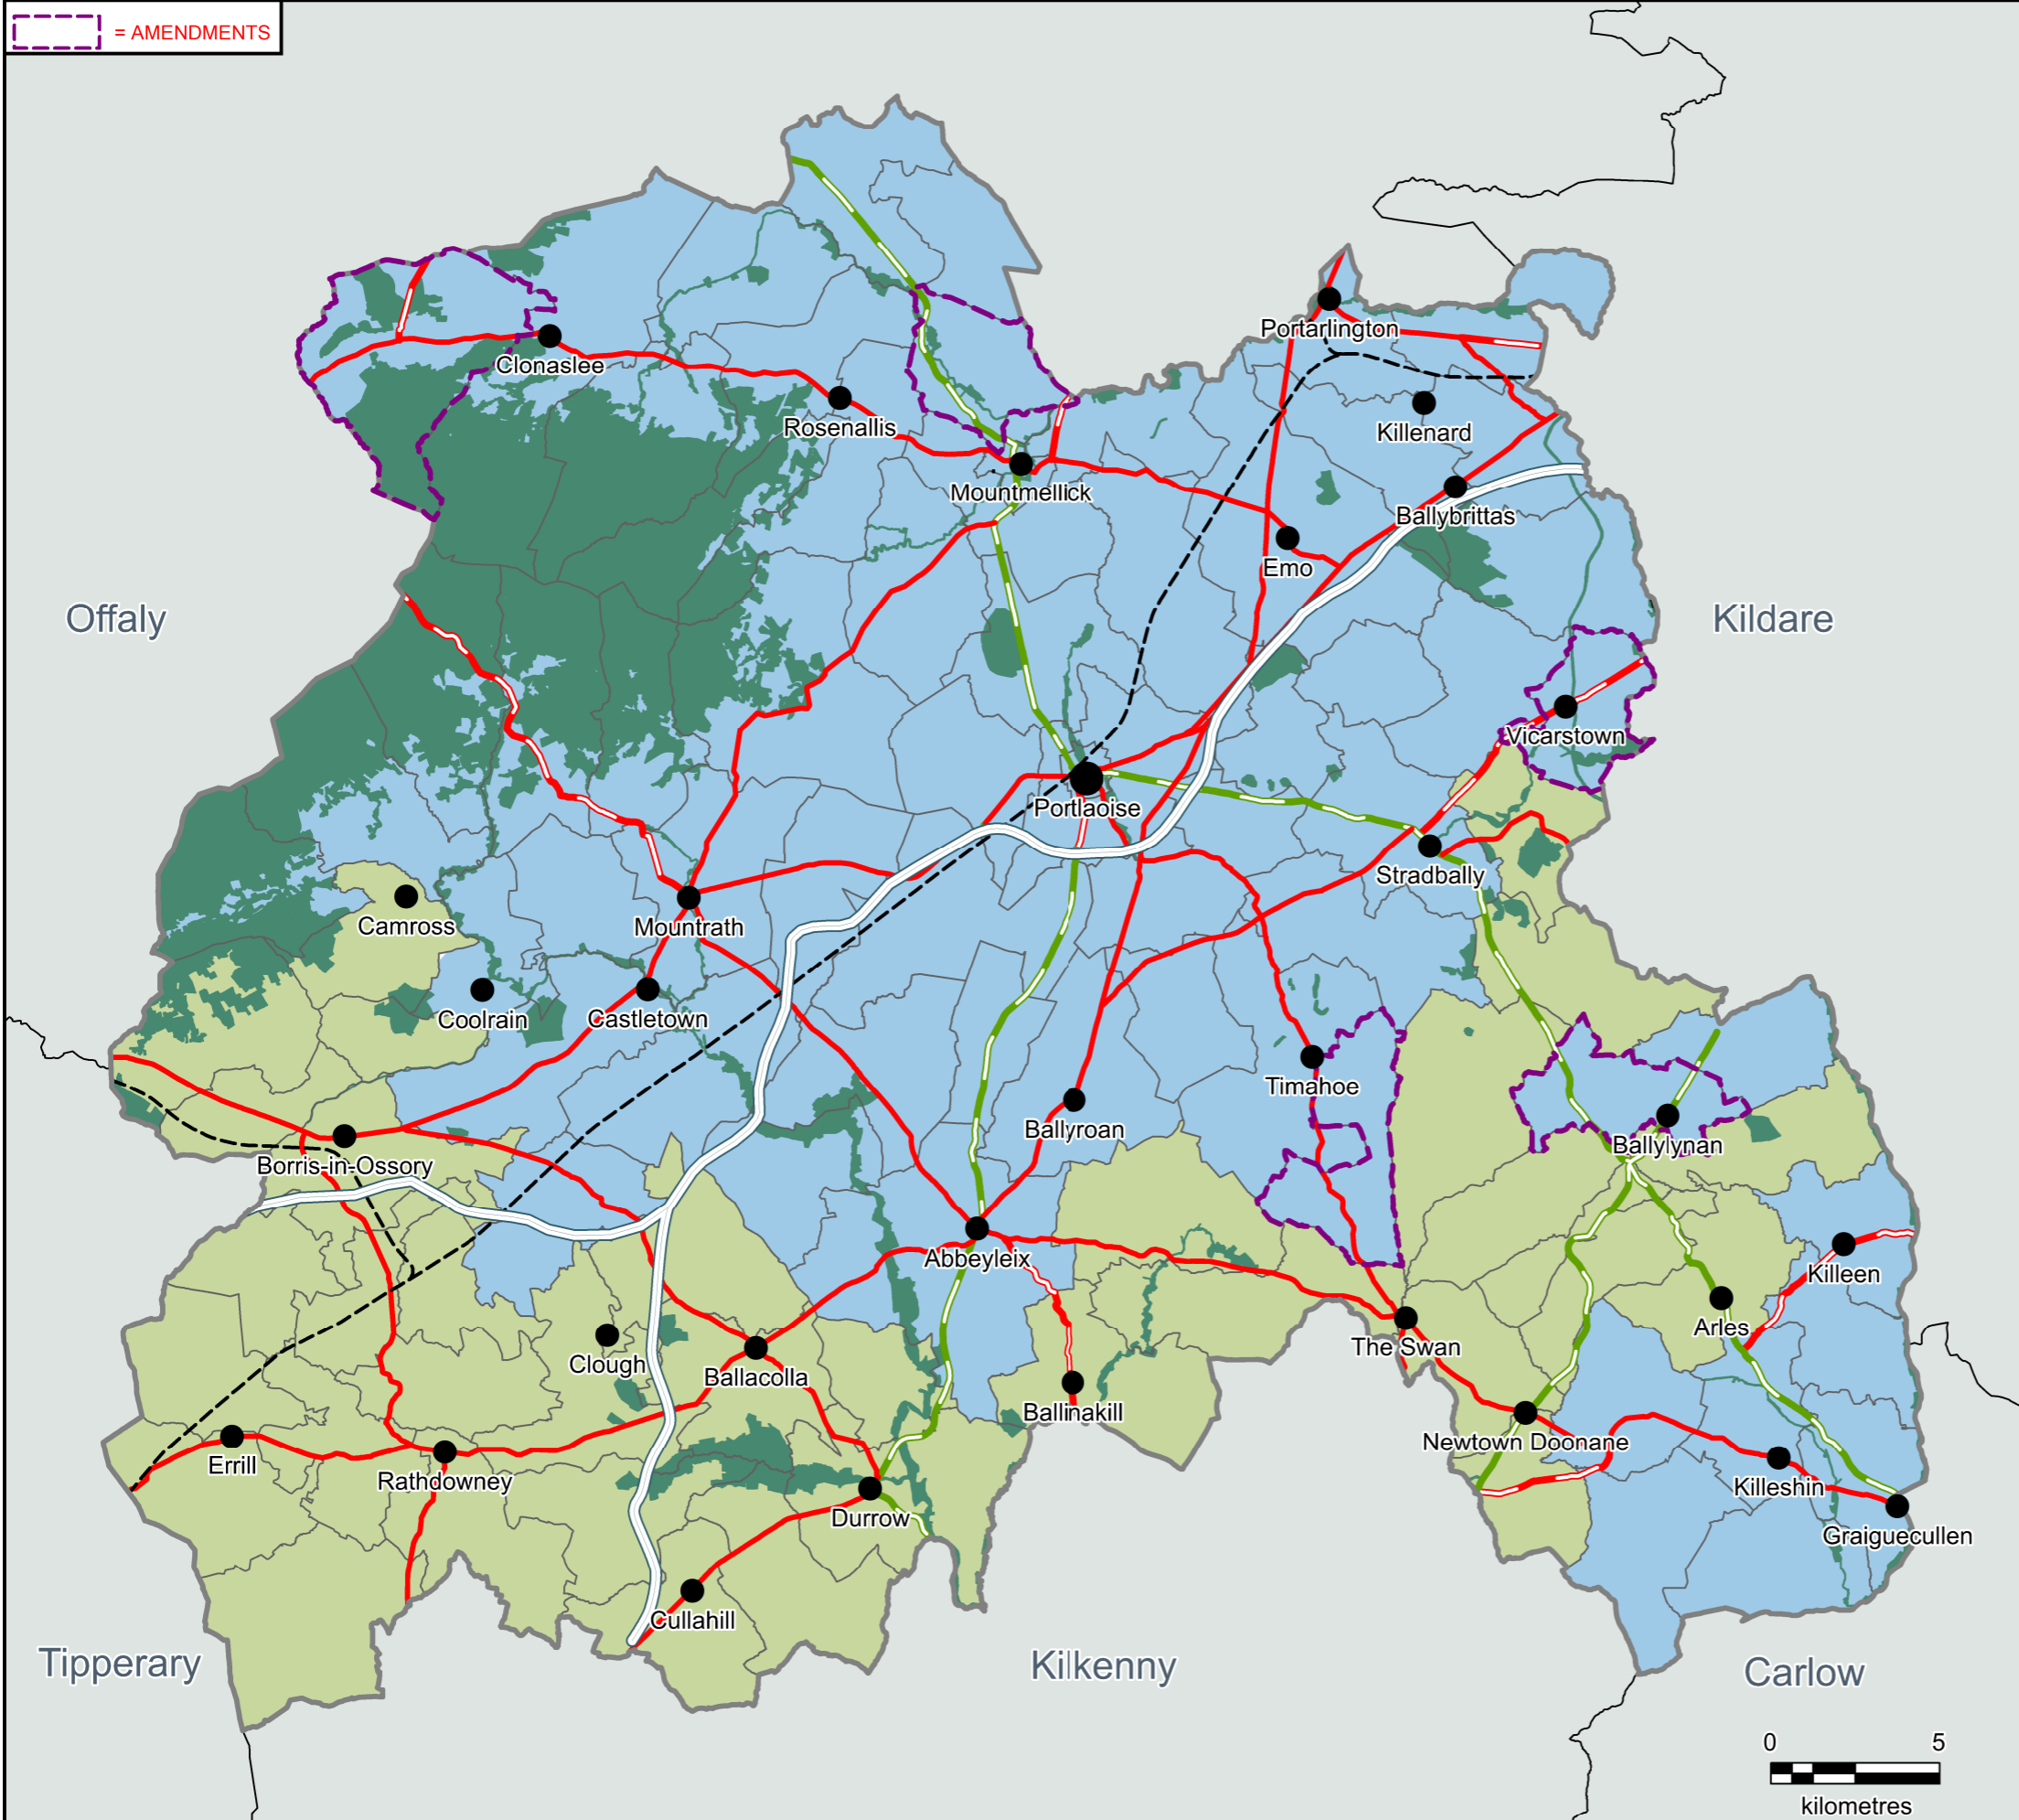 = AMENDMENTS
Portarlington
Clonaslee
Rosenallis
Killenard
Mountmellick
Ballybrittas
Emo
Offaly
Kildare
Vicarstown
Portlaoise
Stradbally
Camross
Mountrath
Coolrain
Castletown
Timahoe
Ballyroan
Ballylynan
Borris-in-Ossory
Abbeyleix
Killeen
Arles
The Swan
Clough
Ballacolla
Ballinakill
Newtown Doonane
Errill
Rathdowney
Killeshin
Durrow
Graiguecullen
Cullahill
Tipperary
Kilkenny
Carlow
0 5
kilometres